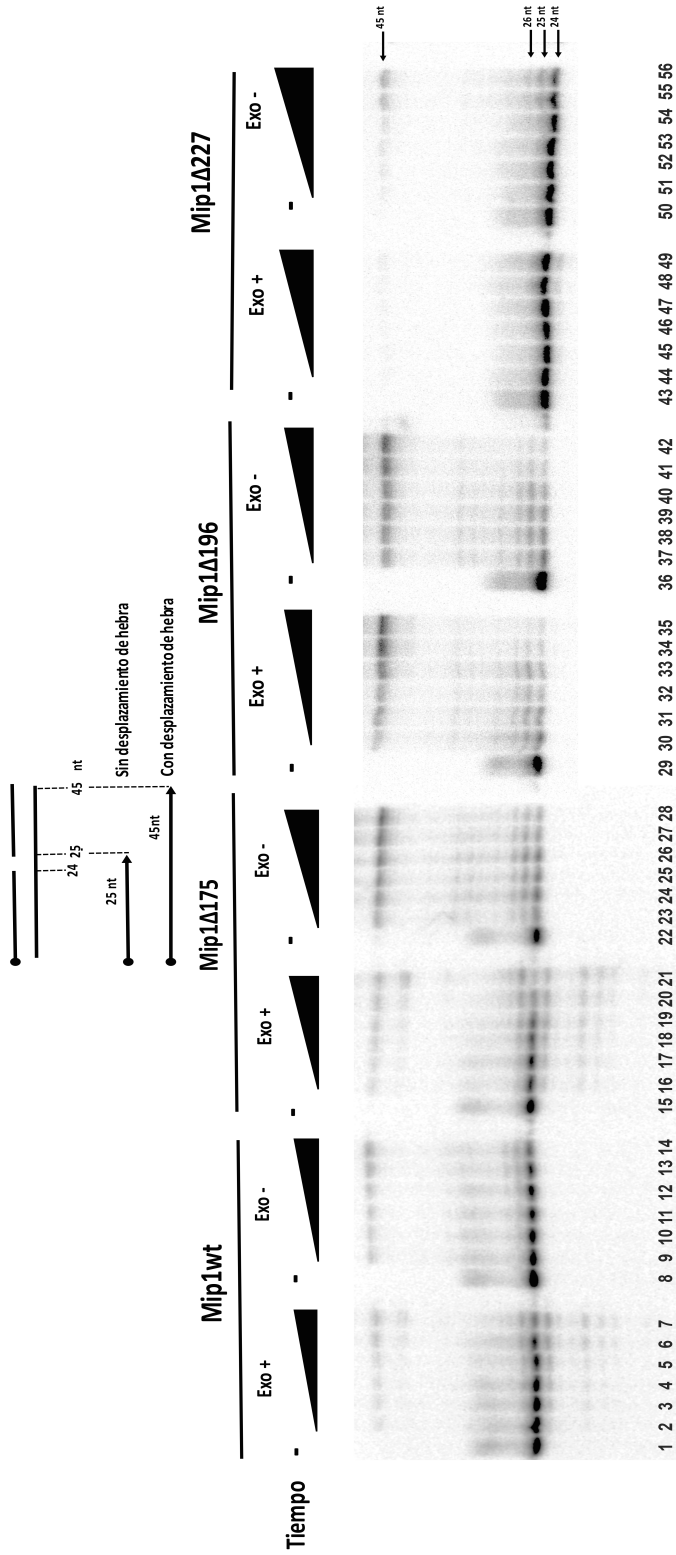 24 25 45 nt
25 nt
Sin desplazamiento de hebra
45nt
Con desplazamiento de hebra
Mip1wt Mip1Δ175 Mip1Δ196 Mip1Δ227
Exo + Exo - Exo + Exo - Exo + Exo - Exo + Exo -
Tiempo - - - - - - - -
45 nt
26 nt
25 nt
24 nt
1 2 3 4 5 6 7 8 9 10 11 12 13 14 15 16 17 18 19 20 21 22 23 24 25 26 27 28 29 30 31 32 33 34 35 36 37 38 39 40 41 42 43 44 45 46 47 48 49 50 51 52 53 54 55 56